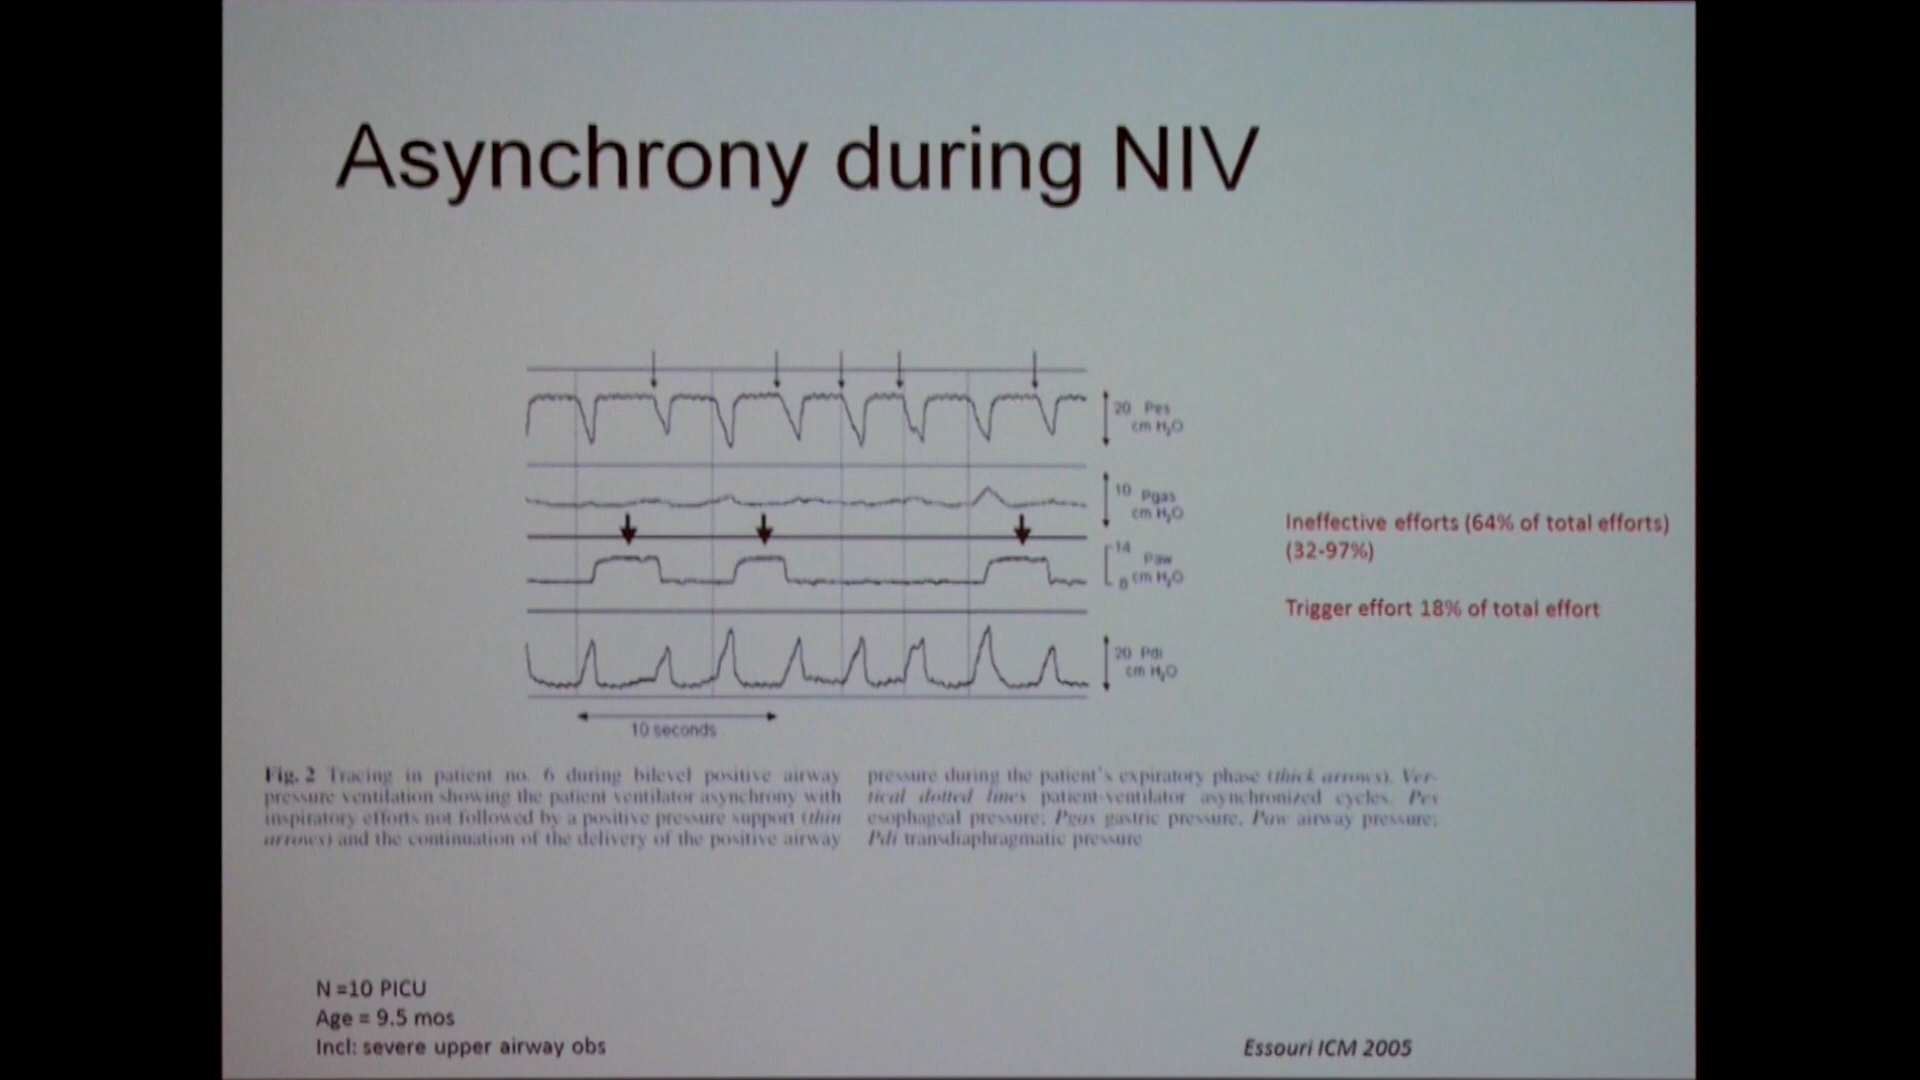 Asynchrony during NIV
20 Pes
cm H₂O
10 Pgas
cm H₂O
14 Paw
8 cm H₂O
20 Pdi
cm H₂O
10 seconds
Ineffective efforts (64% of total efforts)
(32-97%)
Trigger effort 18% of total effort
Fig. 2 Tracing in patient no. 6 during bilevel positive airway
pressure ventilation showing the patient ventilator asynchrony with
inspiratory efforts not followed by a positive pressure support (thin
arrows) and the continuation of the delivery of the positive airway
pressure during the patient's expiratory phase (thick arrows). Ver-
tical dotted lines patient-ventilator asynchronized cycles. Pes
esophageal pressure; Pgas gastric pressure, Paw airway pressure;
Pdi transdiaphragmatic pressure
N =10 PICU
Age = 9.5 mos
Incl: severe upper airway obs
Essouri ICM 2005